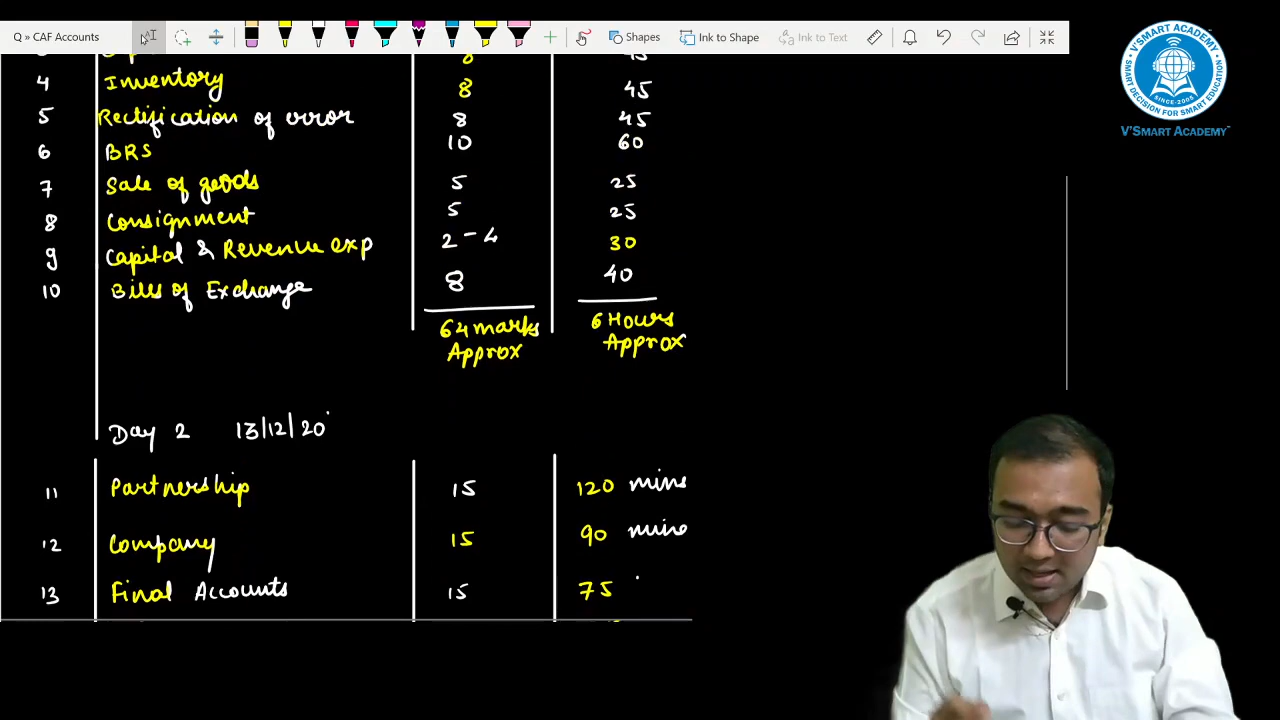 Q » CAF Accounts
Shapes
Ink to Shape
Ink to Text
V'SMART ACADEMY
SMART DECISION FOR SMART EDUCATION
SINCE-2005
V'SMART ACADEMY
4 Inventory 8 45
5 Rectification of error 8 45
6 BRS 10 60
7 Sale of goods 5 25
8 Consignment 5 25
9 Capital & Revenue exp 2-4 30
10 Bills of Exchange 8 40
64 marks 6 Hours
Approx Approx
Day 2 13/12/20
11 Partnership 15 120 mins
12 Company 15 90 mins
13 Final Accounts 15 75